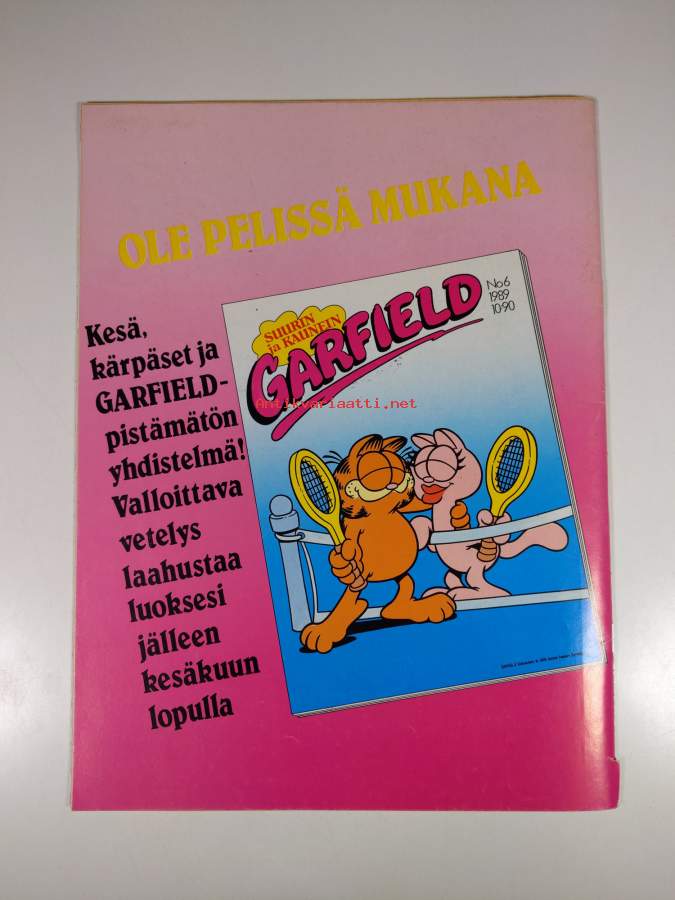 OLE PELISSÄ MUKANA
Kesä,
kärpäset ja
GARFIELD-
pistämätön
yhdistelmä!
Valloittava
vetelys
laahustaa
luoksesi
jälleen
kesäkuun
lopulla
SUURIN
ja KAUNEIN
GARFIELD
No 6
1989
10,90
Antikvariaatti.net